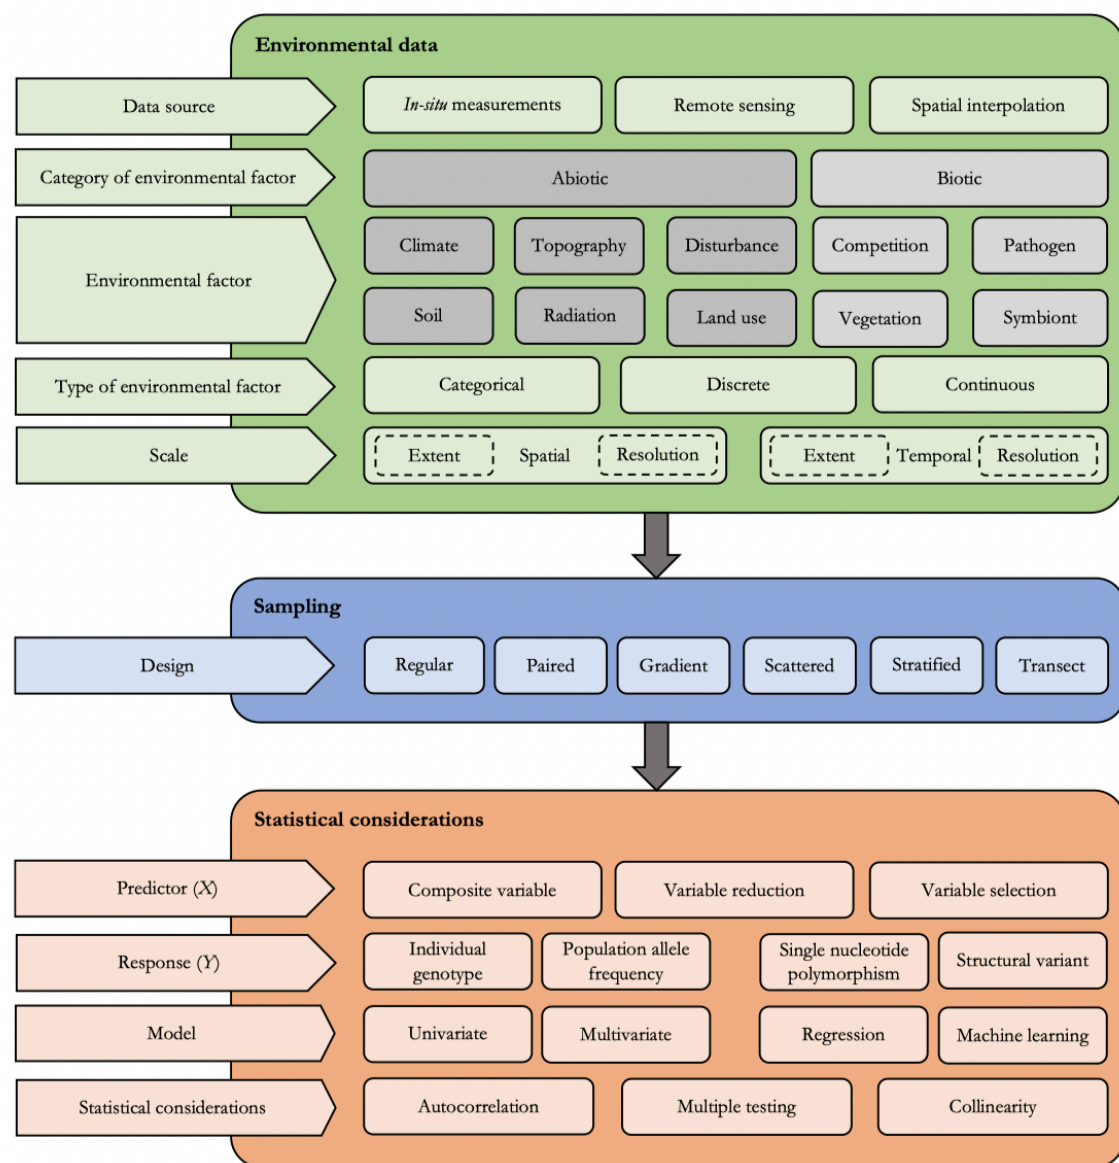 Environmental data
Data source
In-situ measurements
Remote sensing
Spatial interpolation
Category of environmental factor
Abiotic
Biotic
Environmental factor
Climate
Topography
Disturbance
Competition
Pathogen
Soil
Radiation
Land use
Vegetation
Symbiont
Type of environmental factor
Categorical
Discrete
Continuous
Scale
Extent
Spatial
Resolution
Extent
Temporal
Resolution
Sampling
Design
Regular
Paired
Gradient
Scattered
Stratified
Transect
Statistical considerations
Predictor (X)
Composite variable
Variable reduction
Variable selection
Response (Y)
Individual
genotype
Population allele
frequency
Single nucleotide
polymorphism
Structural variant
Model
Univariate
Multivariate
Regression
Machine learning
Statistical considerations
Autocorrelation
Multiple testing
Collinearity